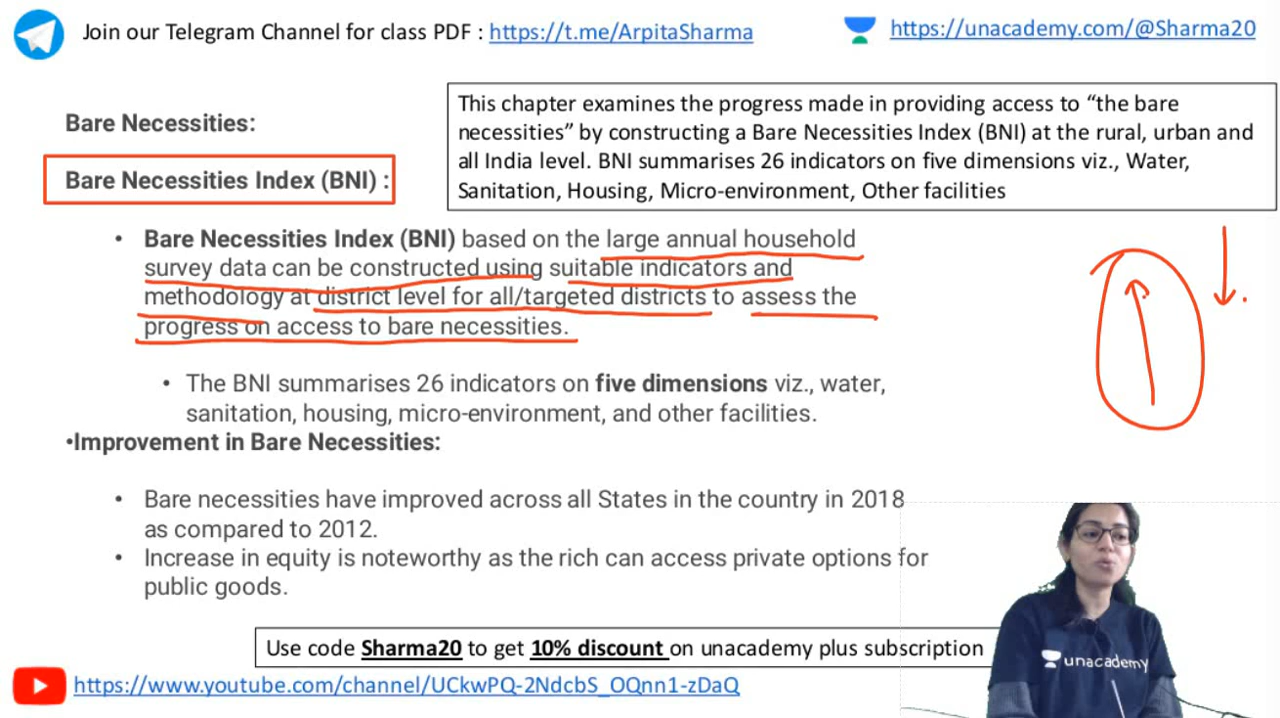 Join our Telegram Channel for class PDF : https://t.me/ArpitaSharma
https://unacademy.com/@Sharma20
This chapter examines the progress made in providing access to “the bare
necessities” by constructing a Bare Necessities Index (BNI) at the rural, urban and
all India level. BNI summarises 26 indicators on five dimensions viz., Water,
Sanitation, Housing, Micro-environment, Other facilities
Bare Necessities:
Bare Necessities Index (BNI) :
• Bare Necessities Index (BNI) based on the large annual household
survey data can be constructed using suitable indicators and
methodology at district level for all/targeted districts to assess the
progress on access to bare necessities.
• The BNI summarises 26 indicators on five dimensions viz., water,
sanitation, housing, micro-environment, and other facilities.
•Improvement in Bare Necessities:
• Bare necessities have improved across all States in the country in 2018
as compared to 2012.
• Increase in equity is noteworthy as the rich can access private options for
public goods.
Use code Sharma20 to get 10% discount on unacademy plus subscription
unacademy
https://www.youtube.com/channel/UCkwPQ-2NdcbS_OQnn1-zDaQ